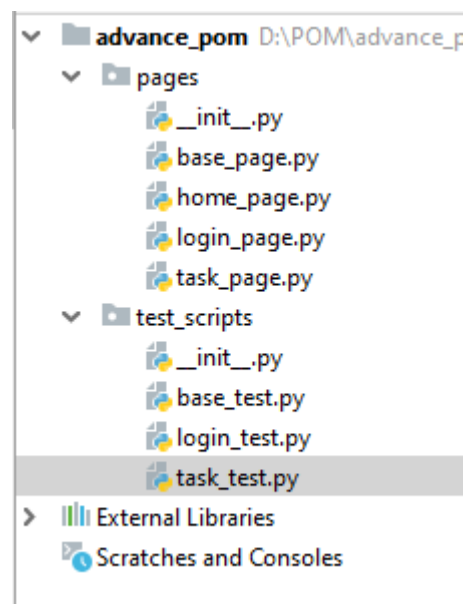 advance_pom D:\POM\advance_p
pages
__init__.py
base_page.py
home_page.py
login_page.py
task_page.py
test_scripts
__init__.py
base_test.py
login_test.py
task_test.py
External Libraries
Scratches and Consoles